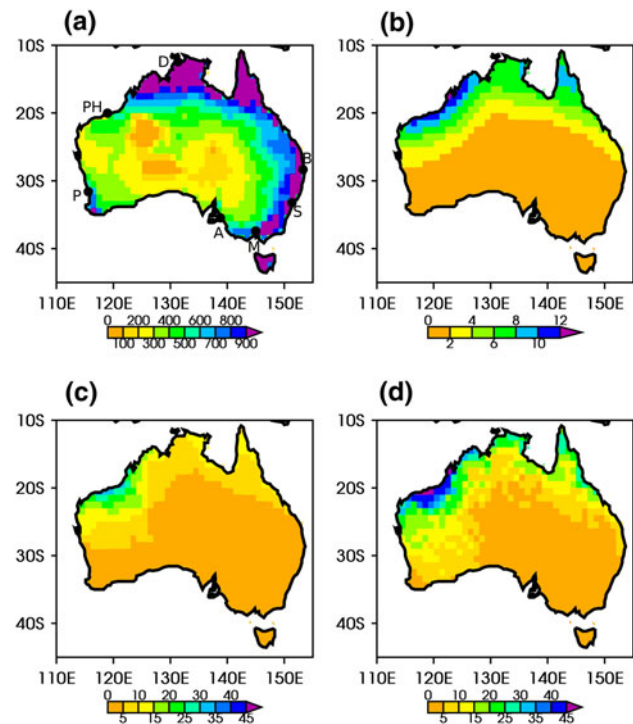 (a)
(b)
10S
20S
30S
40S
D
PH
P
B
S
A
M
10S
20S
30S
40S
110E 120E 130E 140E 150E
110E 120E 130E 140E 150E
0 200 400 600 800
100 300 500 700 900
0 4 8 12
2 6 10
(c)
(d)
10S
20S
30S
40S
10S
20S
30S
40S
110E 120E 130E 140E 150E
110E 120E 130E 140E 150E
0 10 20 30 40
5 15 25 35 45
0 10 20 30 40
5 15 25 35 45